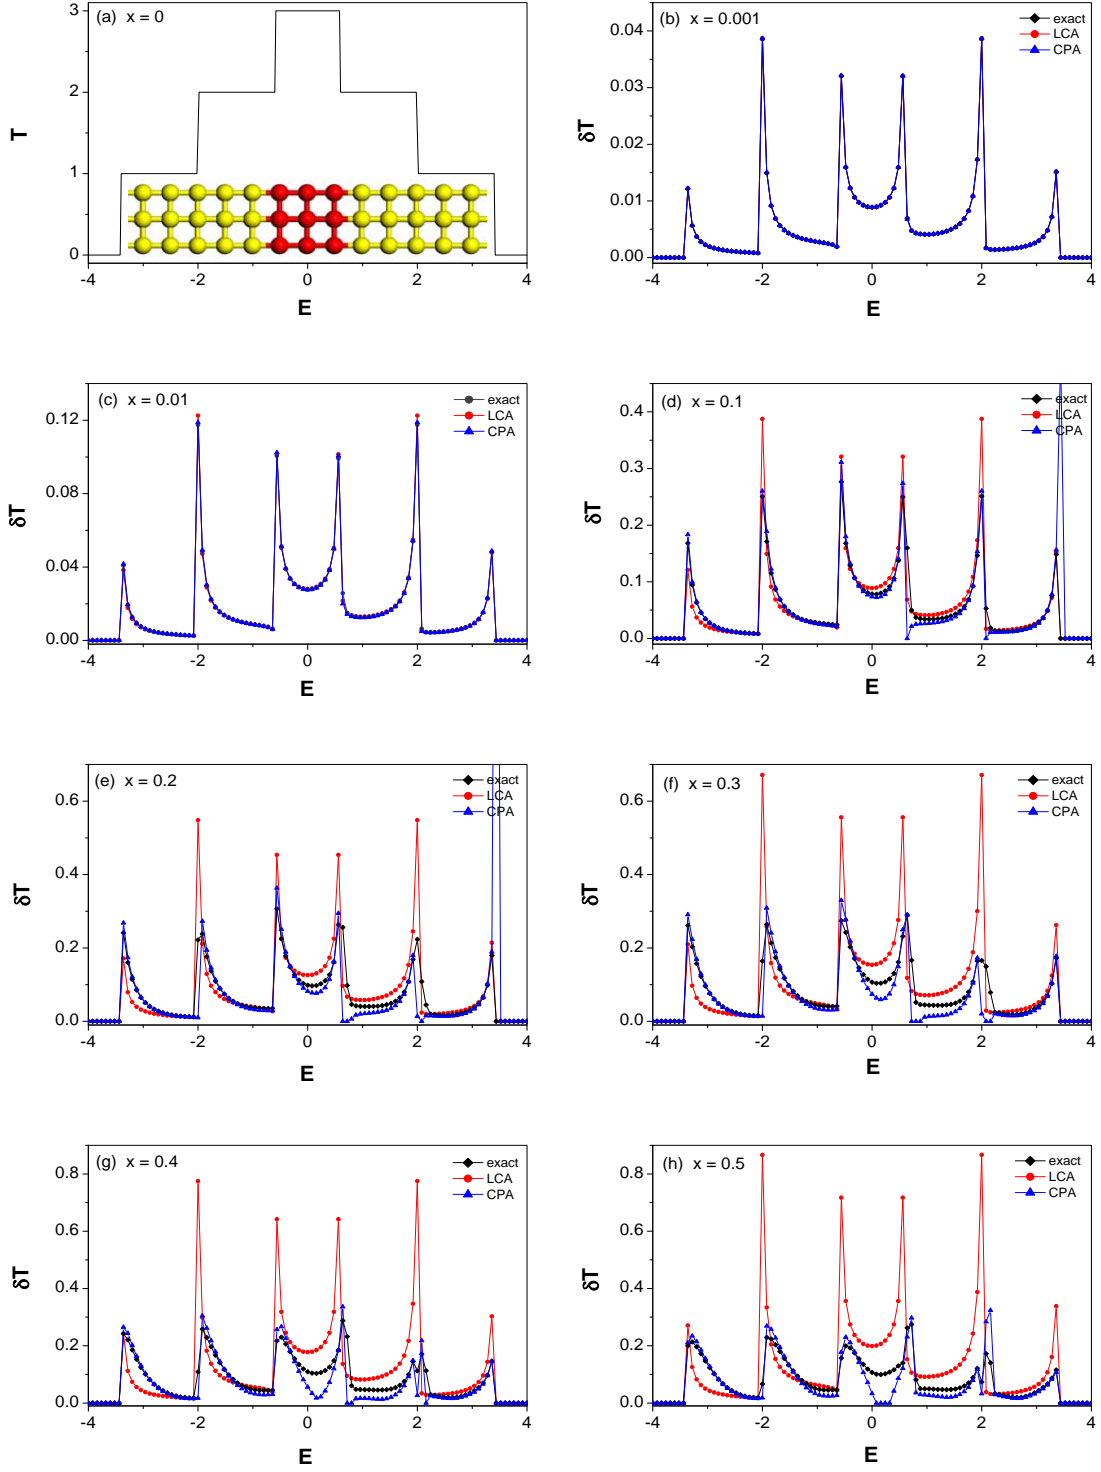 (a) x = 0
T
3
2
1
0
-4
-2
0
2
4
E
(b) x = 0.001
exact
LCA
CPA
δT
0.04
0.03
0.02
0.01
0.00
-4
-2
0
2
4
E
(c) x = 0.01
exact
LCA
CPA
δT
0.12
0.08
0.04
0.00
-4
-2
0
2
4
E
(d) x = 0.1
exact
LCA
CPA
δT
0.4
0.3
0.2
0.1
0.0
-4
-2
0
2
4
E
(e) x = 0.2
exact
LCA
CPA
δT
0.6
0.4
0.2
0.0
-4
-2
0
2
4
E
(f) x = 0.3
exact
LCA
CPA
δT
0.6
0.4
0.2
0.0
-4
-2
0
2
4
E
(g) x = 0.4
exact
LCA
CPA
δT
0.8
0.6
0.4
0.2
0.0
-4
-2
0
2
4
E
(h) x = 0.5
exact
LCA
CPA
δT
0.8
0.6
0.4
0.2
0.0
-4
-2
0
2
4
E